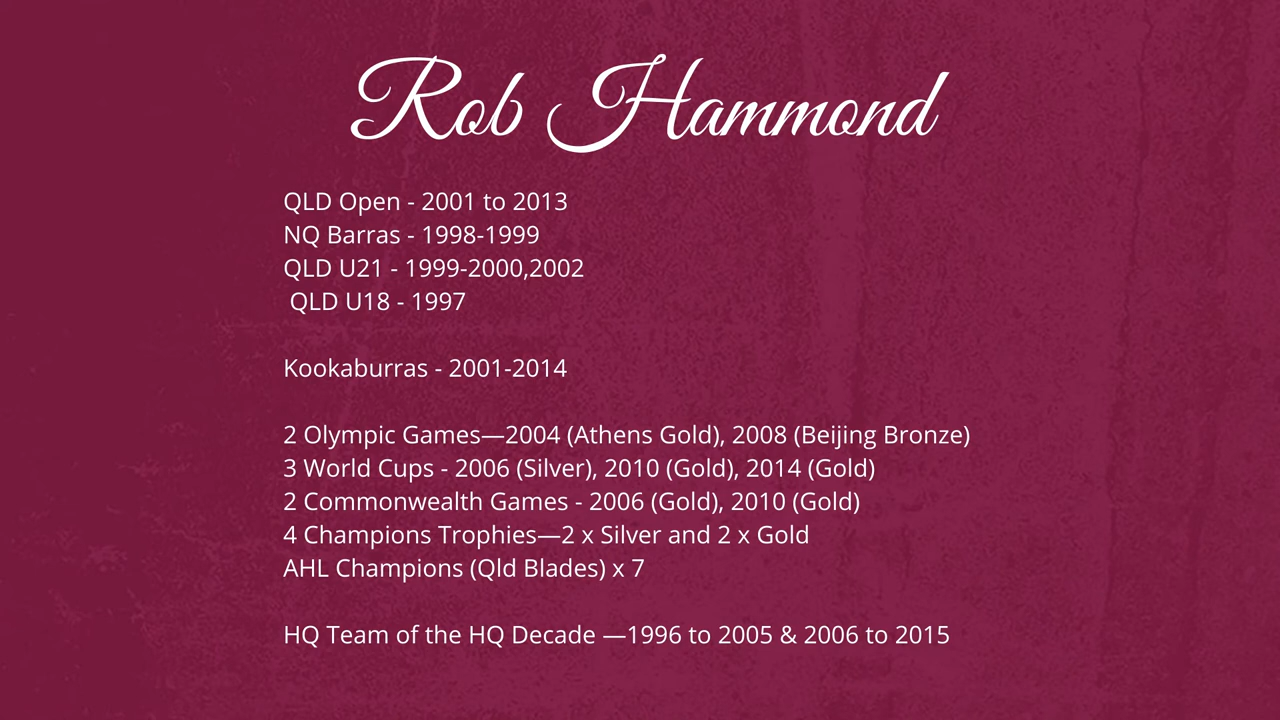 Rob Hammond
QLD Open - 2001 to 2013
NQ Barras - 1998-1999
QLD U21 - 1999-2000,2002
QLD U18 - 1997
Kookaburras - 2001-2014
2 Olympic Games—2004 (Athens Gold), 2008 (Beijing Bronze)
3 World Cups - 2006 (Silver), 2010 (Gold), 2014 (Gold)
2 Commonwealth Games - 2006 (Gold), 2010 (Gold)
4 Champions Trophies—2 x Silver and 2 x Gold
AHL Champions (Qld Blades) x 7
HQ Team of the HQ Decade —1996 to 2005 & 2006 to 2015